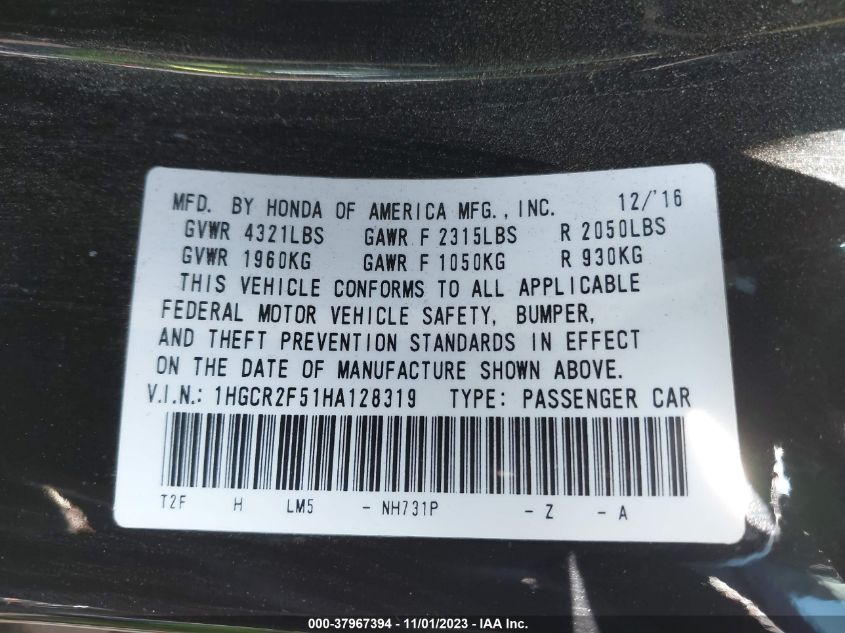 MFD. BY HONDA OF AMERICA MFG., INC. 12/'16
GVWR 4321LBS GAWR F 2315LBS R 2050LBS
GVWR 1960KG GAWR F 1050KG R 930KG
THIS VEHICLE CONFORMS TO ALL APPLICABLE
FEDERAL MOTOR VEHICLE SAFETY, BUMPER,
AND THEFT PREVENTION STANDARDS IN EFFECT
ON THE DATE OF MANUFACTURE SHOWN ABOVE.
V.I.N.: 1HGCR2F51HA128319 TYPE: PASSENGER CAR
T2F H LM5 - NH731P - Z - A
000-37967394 - 11/01/2023 - IAA Inc.